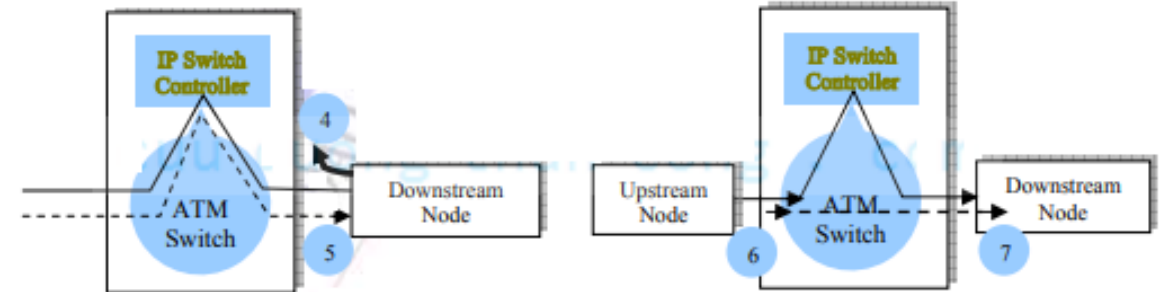 IP Switch
Controller
4
Downstream
Node
ATM
Switch
5
IP Switch
Controller
Upstream
Node
ATM
Switch
Downstream
Node
6
7